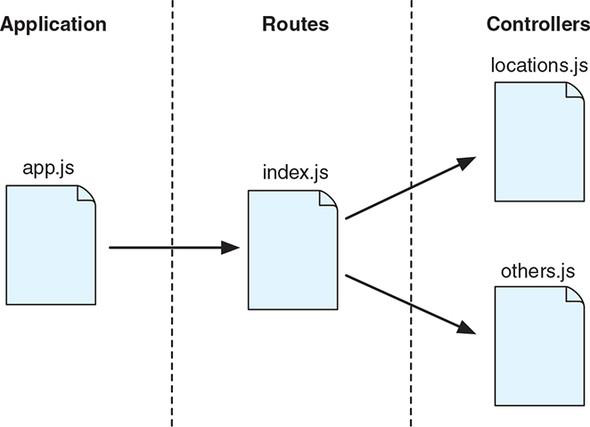 Application
Routes
Controllers
locations.js
app.js
index.js
others.js